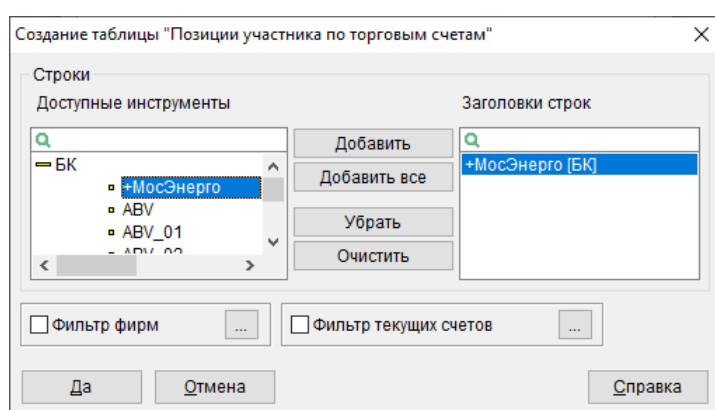 Создание таблицы "Позиции участника по торговым счетам"
Строки
Доступные инструменты
Заголовки строк
БК
+МосЭнерго
ABV
ABV_01
ABV_02
Добавить
Добавить все
Убрать
Очистить
+МосЭнерго [БК]
Фильтр фирм ...
Фильтр текущих счетов ...
Да Отмена Справка